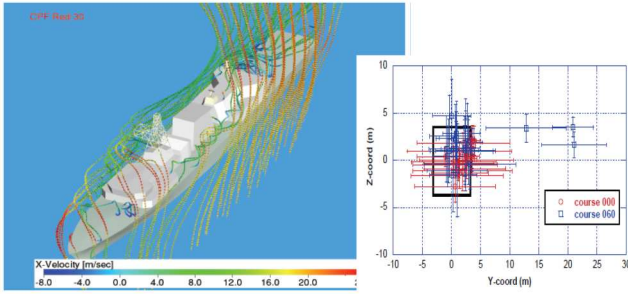 CPF Red 30
X-Velocity [m/sec]
-8.0 -4.0 0.0 4.0 8.0 12.0 16.0 20.0
10
5
0
-5
-10
Z-coord (m)
course 000
course 060
-10 -5 0 5 10 15 20 25 30
Y-coord (m)